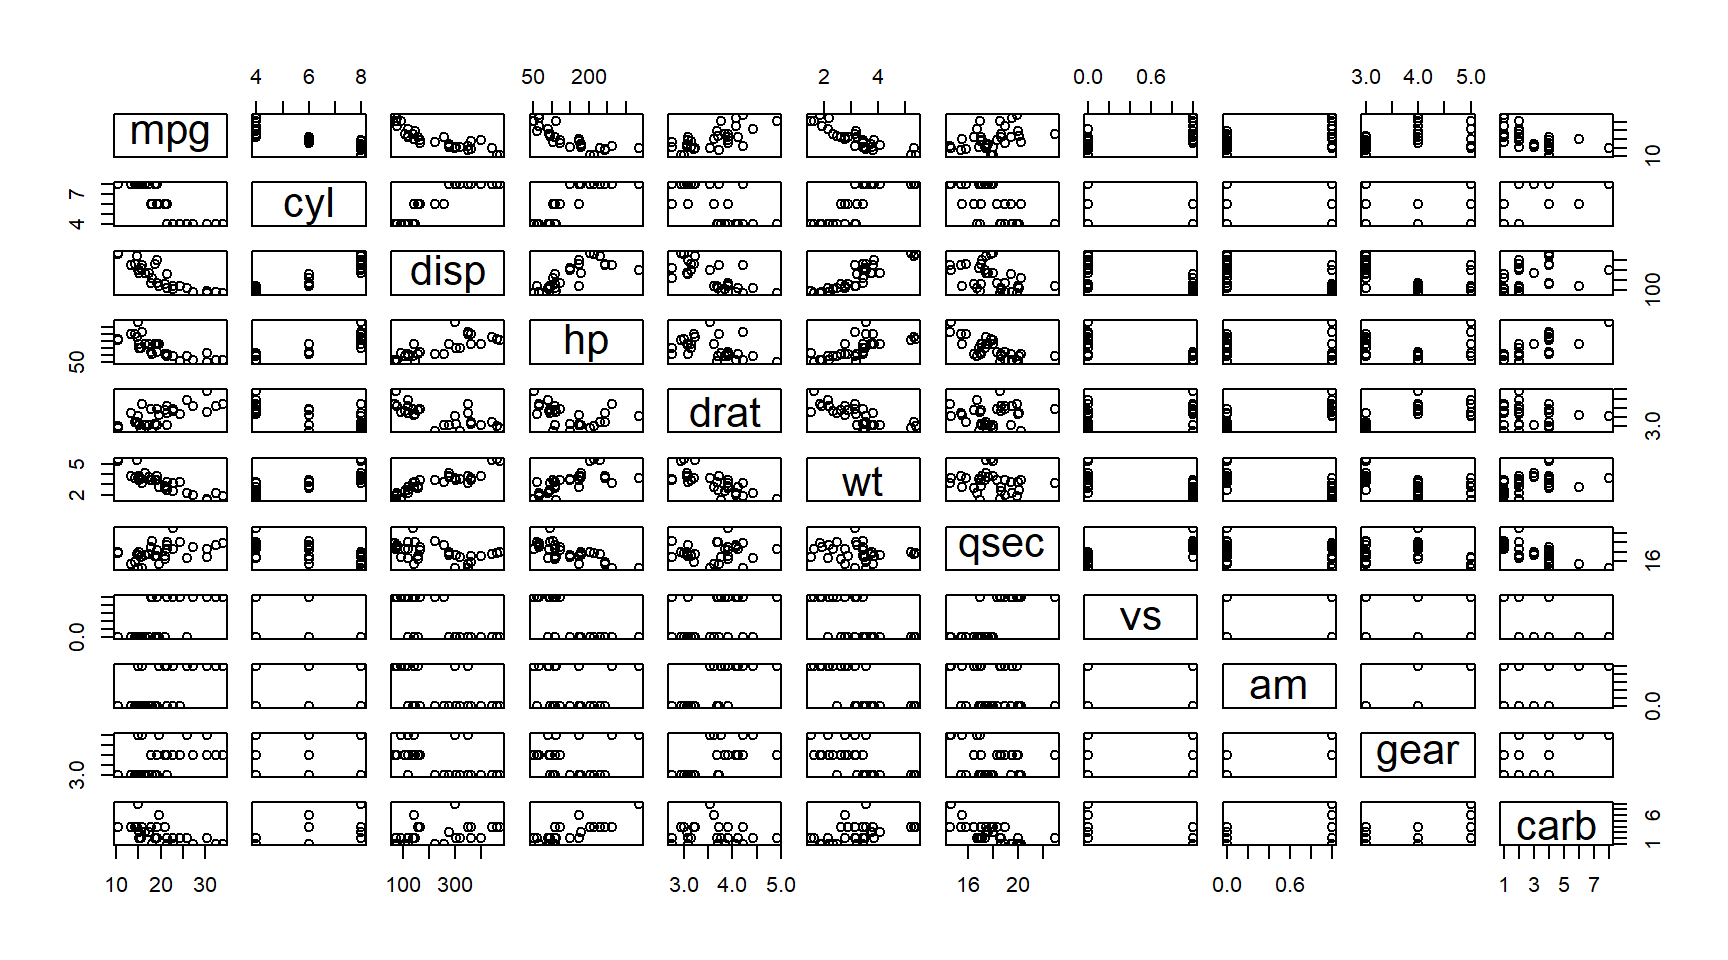 4 6 8 50 200 2 4 0.0 0.6 3.0 4.0 5.0
mpg 10
4 7 cyl
disp 100
50 hp
drat 3.0
2 5 wt
qsec 16
0.0 vs
am 0.0
3.0 gear
carb 1 6
10 20 30 100 300 3.0 4.0 5.0 16 20 0.0 0.6 1 3 5 7